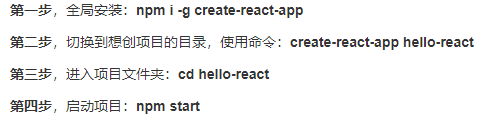 第一步，全局安装：npm i -g create-react-app
第二步，切换到想创项目的目录，使用命令：create-react-app hello-react
第三步，进入项目文件夹：cd hello-react
第四步，启动项目：npm start